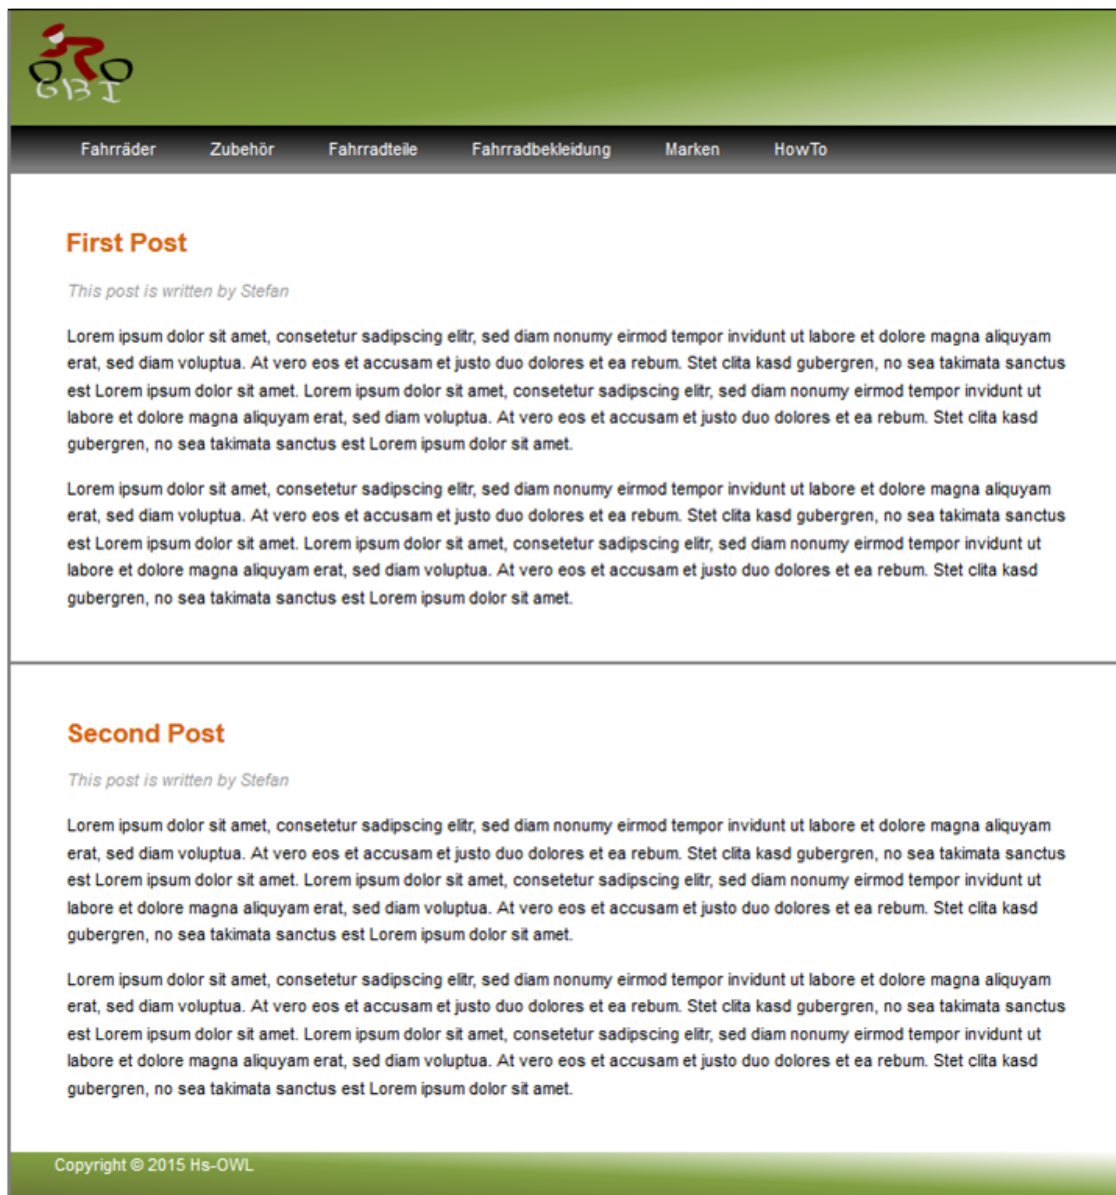 GBI
Fahrräder Zubehör Fahrradteile Fahrradbekleidung Marken HowTo
First Post
This post is written by Stefan
Lorem ipsum dolor sit amet, consetetur sadipscing elitr, sed diam nonumy eirmod tempor invidunt ut labore et dolore magna aliquyam
erat, sed diam voluptua. At vero eos et accusam et justo duo dolores et ea rebum. Stet clita kasd gubergren, no sea takimata sanctus
est Lorem ipsum dolor sit amet. Lorem ipsum dolor sit amet, consetetur sadipscing elitr, sed diam nonumy eirmod tempor invidunt ut
labore et dolore magna aliquyam erat, sed diam voluptua. At vero eos et accusam et justo duo dolores et ea rebum. Stet clita kasd
gubergren, no sea takimata sanctus est Lorem ipsum dolor sit amet.
Lorem ipsum dolor sit amet, consetetur sadipscing elitr, sed diam nonumy eirmod tempor invidunt ut labore et dolore magna aliquyam
erat, sed diam voluptua. At vero eos et accusam et justo duo dolores et ea rebum. Stet clita kasd gubergren, no sea takimata sanctus
est Lorem ipsum dolor sit amet. Lorem ipsum dolor sit amet, consetetur sadipscing elitr, sed diam nonumy eirmod tempor invidunt ut
labore et dolore magna aliquyam erat, sed diam voluptua. At vero eos et accusam et justo duo dolores et ea rebum. Stet clita kasd
gubergren, no sea takimata sanctus est Lorem ipsum dolor sit amet.
Second Post
This post is written by Stefan
Lorem ipsum dolor sit amet, consetetur sadipscing elitr, sed diam nonumy eirmod tempor invidunt ut labore et dolore magna aliquyam
erat, sed diam voluptua. At vero eos et accusam et justo duo dolores et ea rebum. Stet clita kasd gubergren, no sea takimata sanctus
est Lorem ipsum dolor sit amet. Lorem ipsum dolor sit amet, consetetur sadipscing elitr, sed diam nonumy eirmod tempor invidunt ut
labore et dolore magna aliquyam erat, sed diam voluptua. At vero eos et accusam et justo duo dolores et ea rebum. Stet clita kasd
gubergren, no sea takimata sanctus est Lorem ipsum dolor sit amet.
Lorem ipsum dolor sit amet, consetetur sadipscing elitr, sed diam nonumy eirmod tempor invidunt ut labore et dolore magna aliquyam
erat, sed diam voluptua. At vero eos et accusam et justo duo dolores et ea rebum. Stet clita kasd gubergren, no sea takimata sanctus
est Lorem ipsum dolor sit amet. Lorem ipsum dolor sit amet, consetetur sadipscing elitr, sed diam nonumy eirmod tempor invidunt ut
labore et dolore magna aliquyam erat, sed diam voluptua. At vero eos et accusam et justo duo dolores et ea rebum. Stet clita kasd
gubergren, no sea takimata sanctus est Lorem ipsum dolor sit amet.
Copyright © 2015 Hs-OWL